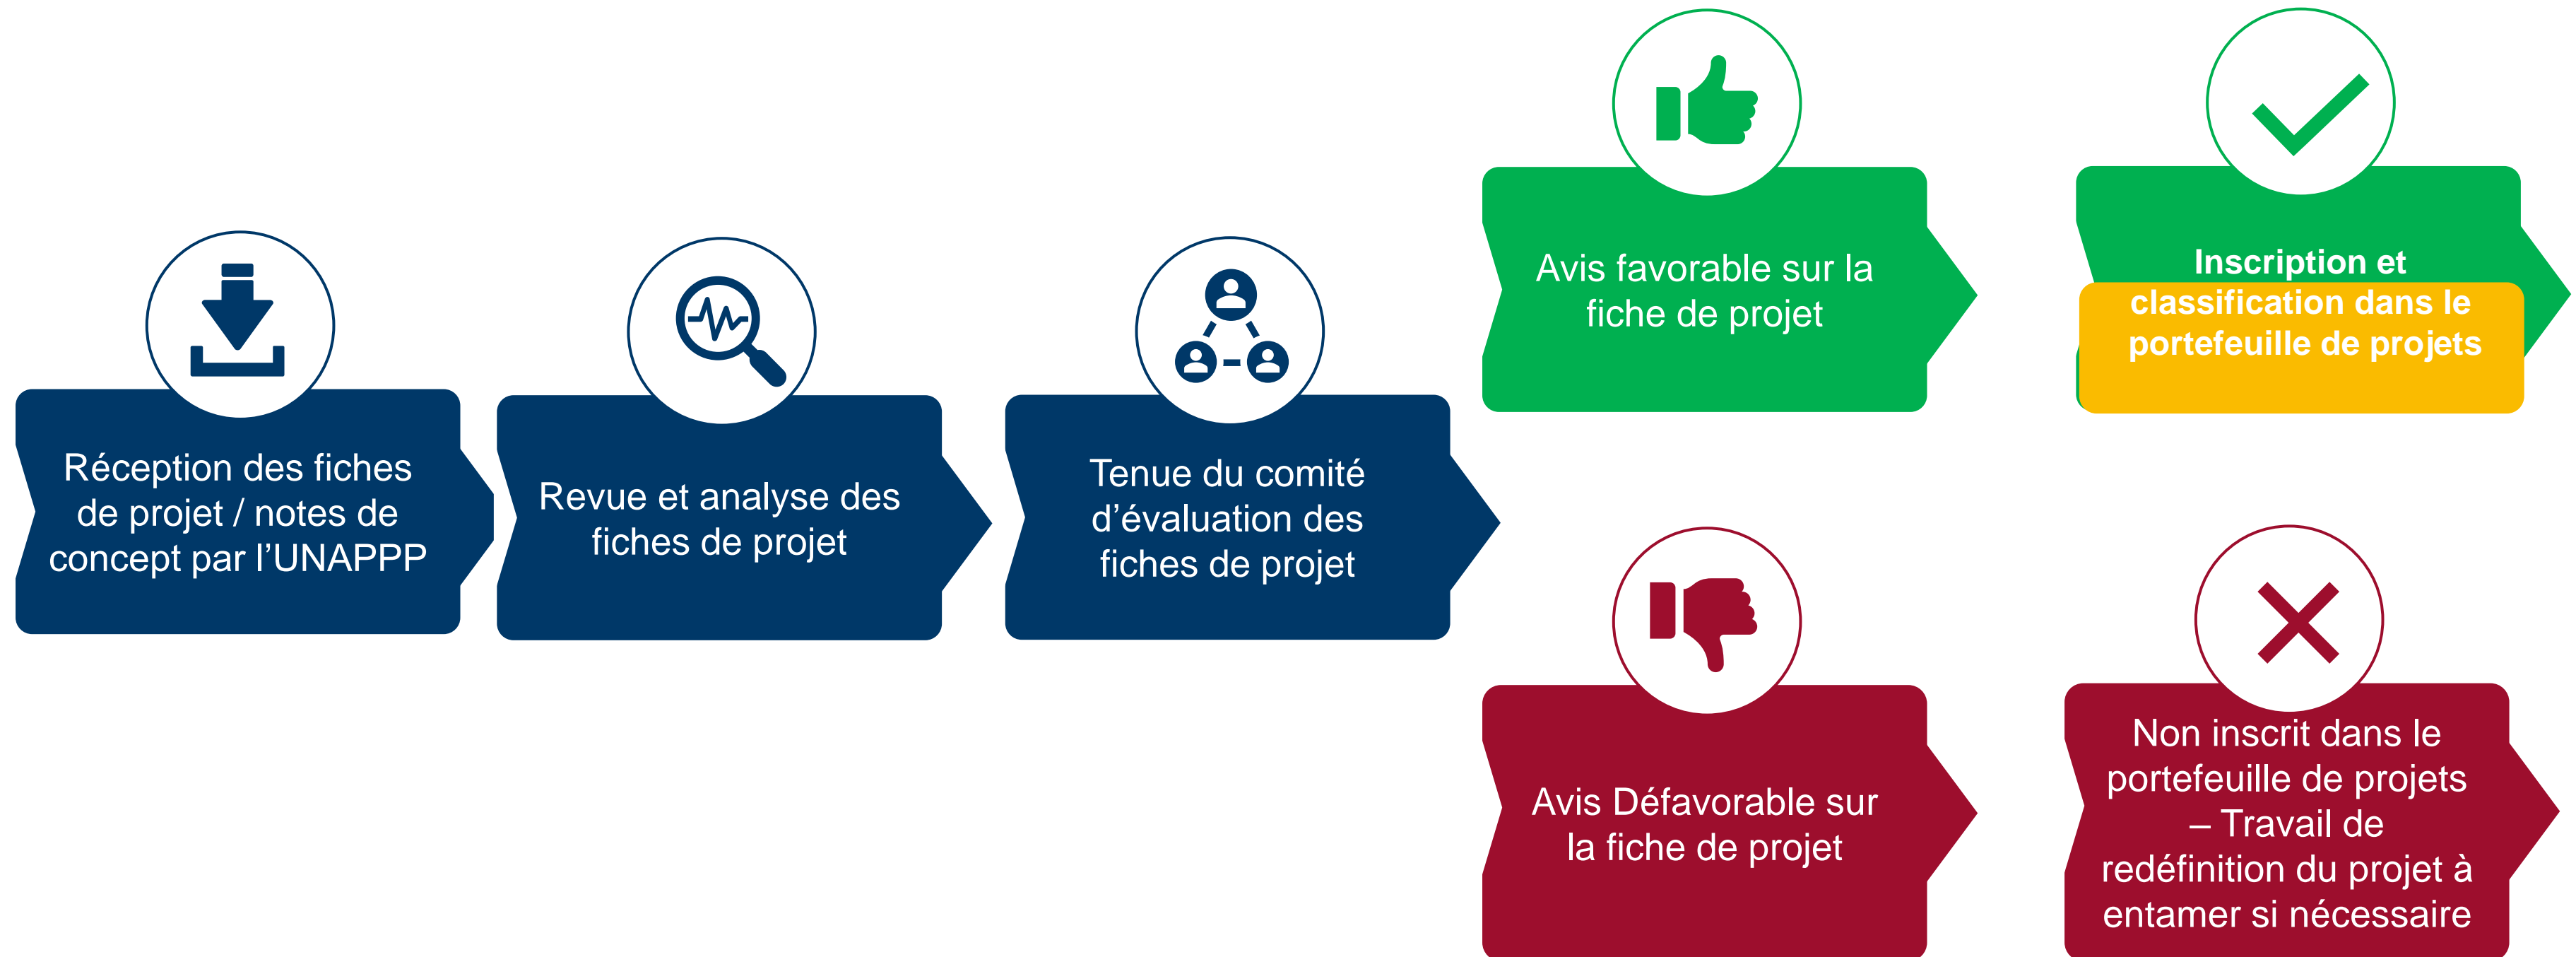 Réception des fiches
de projet / notes de
concept par l’UNAPPP
Revue et analyse des
fiches de projet
Tenue du comité
d’évaluation des
fiches de projet
Avis favorable sur la
fiche de projet
Inscription et
classification dans le
portefeuille de projets
Avis Défavorable sur
la fiche de projet
Non inscrit dans le
portefeuille de projets
– Travail de
redéfinition du projet à
entamer si nécessaire